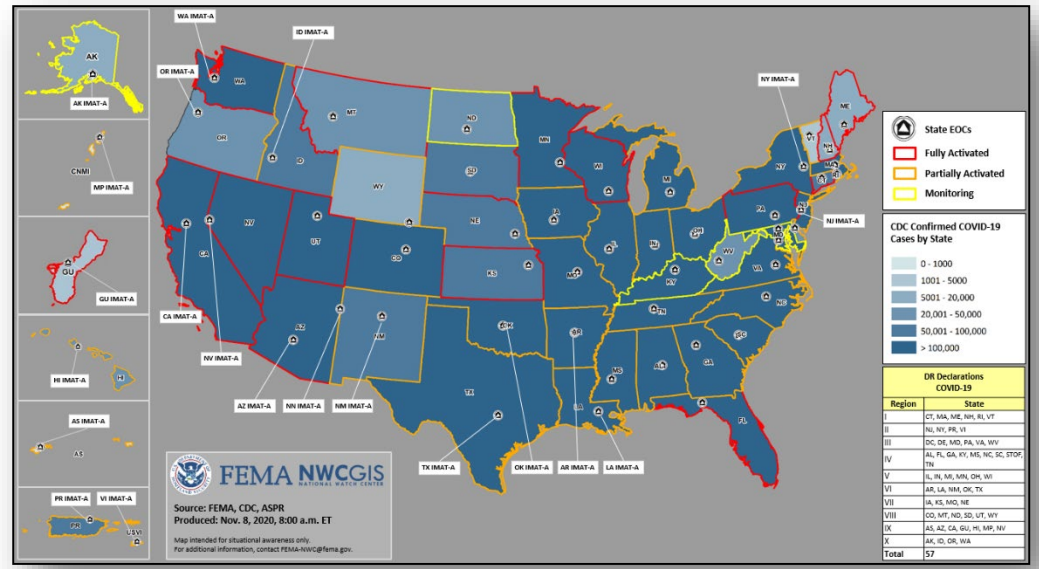 WA IMAT-A
ID IMAT-A
OR IMAT-A
NY IMAT-A
AK
AK IMAT-A
CNMI
MP IMAT-A
GU
GU IMAT-A
HI
HI IMAT-A
AS IMAT-A
AS
PR IMAT-A
VI IMAT-A
PR
USVI
WA
MT
ND
MN
OR
ID
SD
WI
MI
NY
VT
NH
ME
MA
RI
CT
WY
NE
IA
PA
NJ
NJ IMAT-A
NV
UT
CO
KS
MO
IL
IN
OH
WV
MD
VA
KY
CA
AZ
NM
OK
AR
TN
NC
SC
TX
LA
MS
AL
GA
FL
CA IMAT-A
NV IMAT-A
AZ IMAT-A
NN IMAT-A
NM IMAT-A
TX IMAT-A
OK IMAT-A
AR IMAT-A
LA IMAT-A
State EOCs
Fully Activated
Partially Activated
Monitoring
CDC Confirmed COVID-19
Cases by State
0 - 1000
1001 - 5000
5001 - 20,000
20,001 - 50,000
50,001 - 100,000
> 100,000
DR Declarations
COVID-19
Region State
I CT, MA, ME, NH, RI, VT
II NJ, NY, PR, VI
III DC, DE, MD, PA, VA, WV
IV AL, FL, GA, KY, MS, NC, SC, STOF,
TN
V IL, IN, MI, MN, OH, WI
VI AR, LA, NM, OK, TX
VII IA, KS, MO, NE
VIII CO, MT, ND, SD, UT, WY
IX AS, AZ, CA, GU, HI, MP, NV
X AK, ID, OR, WA
Total 57
FEMA NWCGIS
NATIONAL WATCH CENTER
Source: FEMA, CDC, ASPR
Produced: Nov. 8, 2020, 8:00 a.m. ET
Map intended for situational awareness only.
For additional information, contact FEMA-NWC@fema.gov.